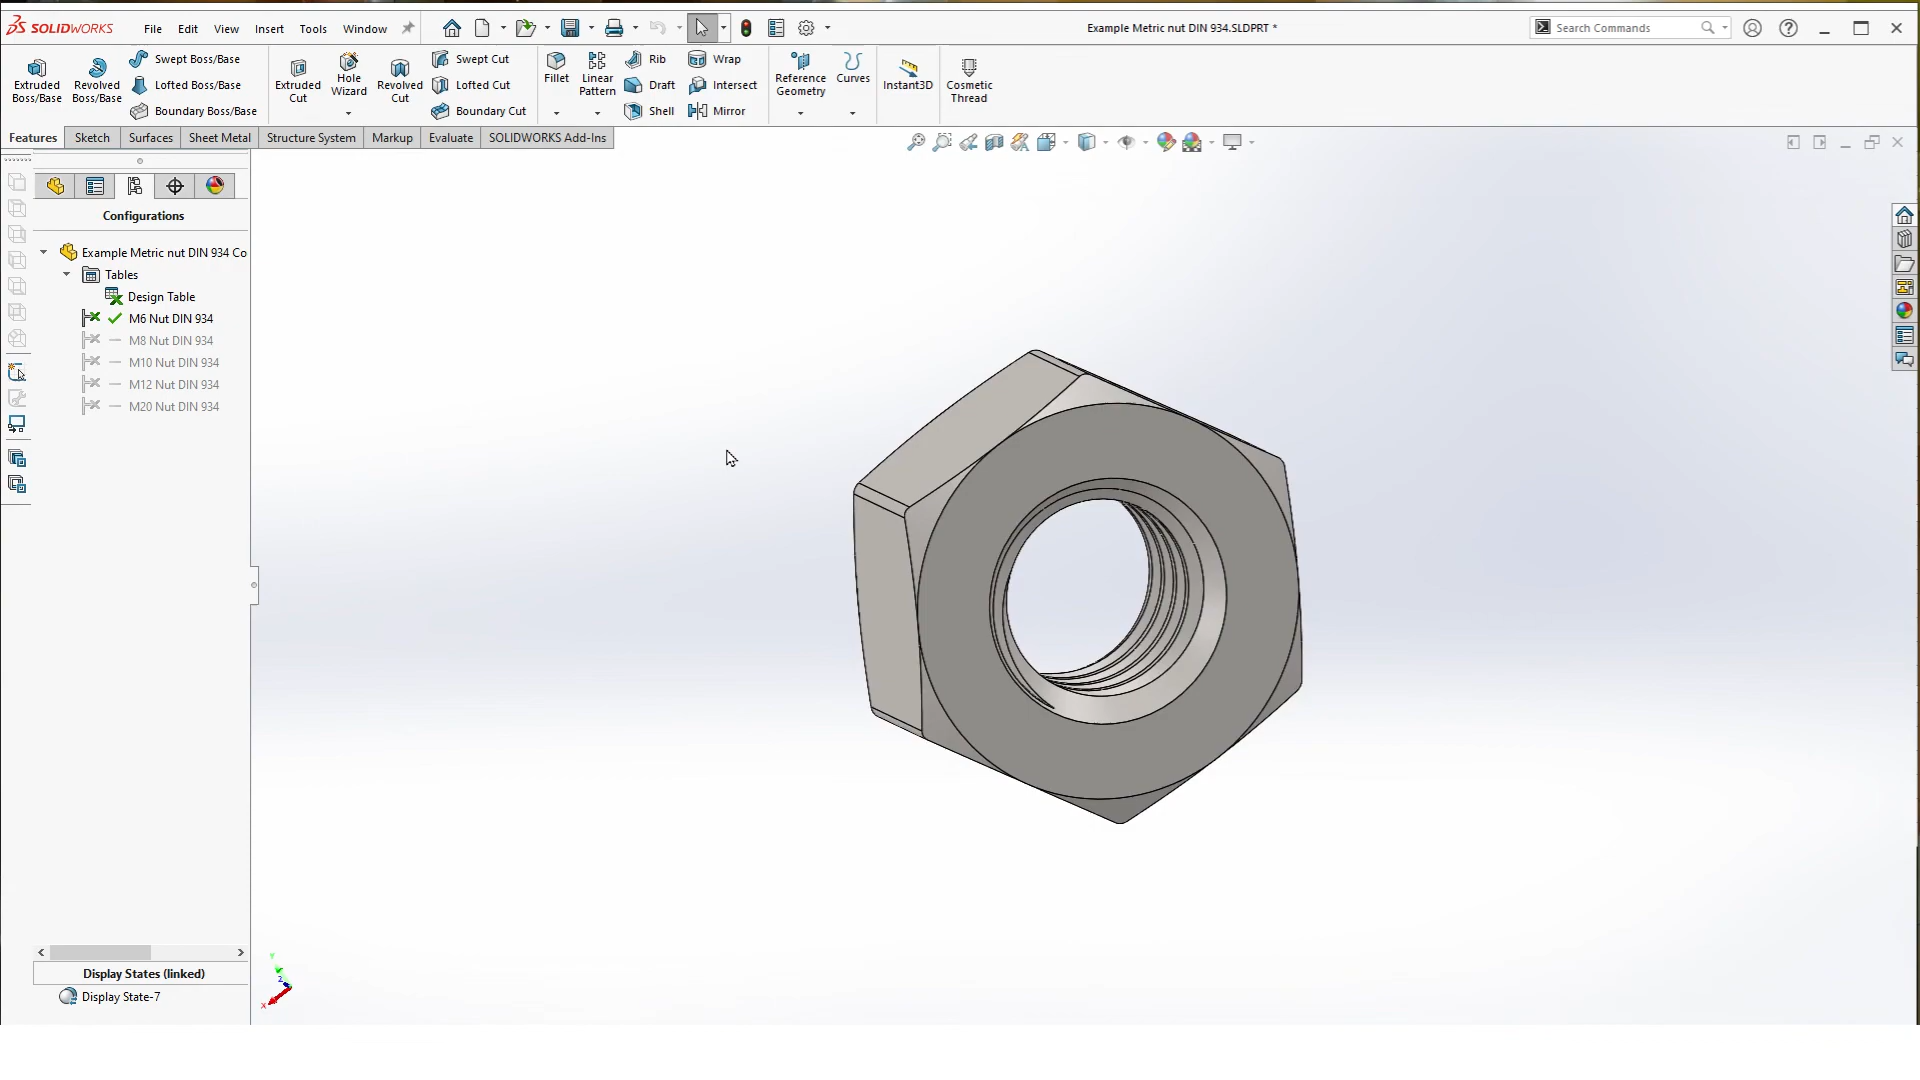 SOLIDWORKS File Edit View Insert Tools Window Example Metric nut DIN 934.SLDPRT * Search Commands
Extruded Boss/Base
Revolved Boss/Base
Swept Boss/Base
Lofted Boss/Base
Boundary Boss/Base
Extruded Cut
Hole Wizard
Revolved Cut
Swept Cut
Lofted Cut
Boundary Cut
Fillet
Linear Pattern
Rib
Draft
Shell
Wrap
Intersect
Mirror
Reference Geometry
Curves
Instant3D
Cosmetic Thread
Features Sketch Surfaces Sheet Metal Structure System Markup Evaluate SOLIDWORKS Add-Ins
Configurations
Example Metric nut DIN 934 Co
Tables
Design Table
M6 Nut DIN 934
M8 Nut DIN 934
M10 Nut DIN 934
M12 Nut DIN 934
M20 Nut DIN 934
Display States (linked)
Display State-7
Y
Z
X